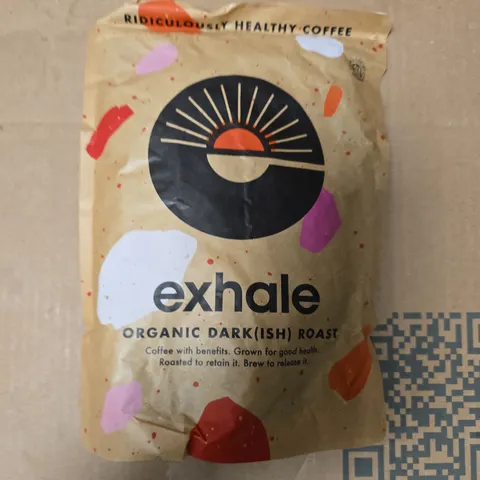 RIDICULOUSLY HEALTHY COFFEE
exhale
ORGANIC DARK(ISH) ROAST
Coffee with benefits. Grown for good health.
Roasted to retain it. Brew to release it.